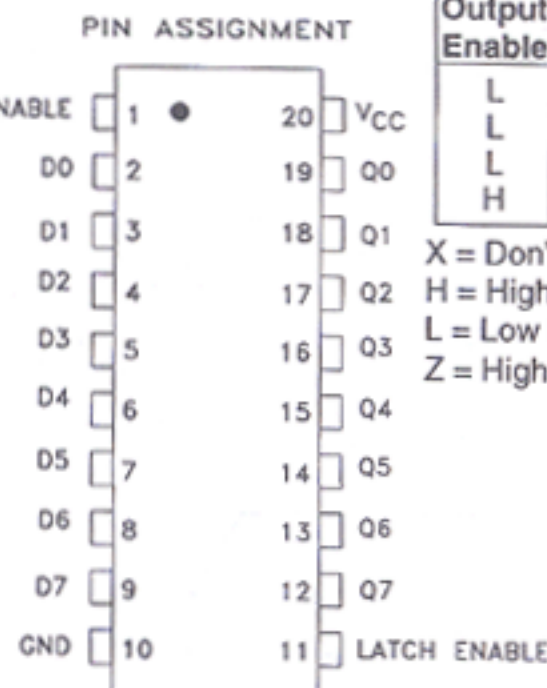 PIN ASSIGNMENT
1 20 VCC
D0 2 19 Q0
D1 3 18 Q1
D2 4 17 Q2
D3 5 16 Q3
D4 6 15 Q4
D5 7 14 Q5
D6 8 13 Q6
D7 9 12 Q7
GND 10 11 LATCH ENABLE
Output
Enable
L
L
L
H
X = Don'
H = High
L = Low
Z = High